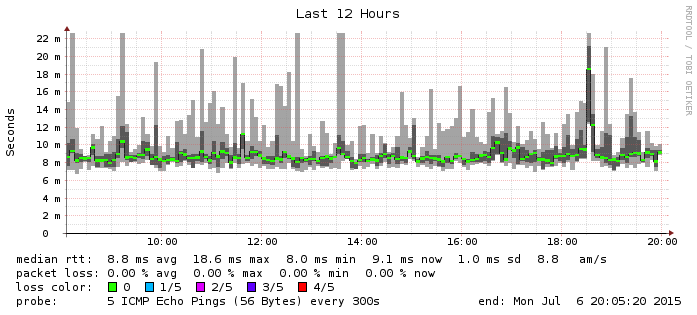 Last 12 Hours
RRDTOOL / TOBI OETIKER
Seconds
22 m
20 m
18 m
16 m
14 m
12 m
10 m
8 m
6 m
4 m
2 m
0
10:00 12:00 14:00 16:00 18:00 20:00
median rtt: 8.8 ms avg 18.6 ms max 8.0 ms min 9.1 ms now 1.0 ms sd 8.8 am/s
packet loss: 0.00 % avg 0.00 % max 0.00 % min 0.00 % now
loss color: 0 1/5 2/5 3/5 4/5
probe: 5 ICMP Echo Pings (56 Bytes) every 300s end: Mon Jul 6 20:05:20 2015